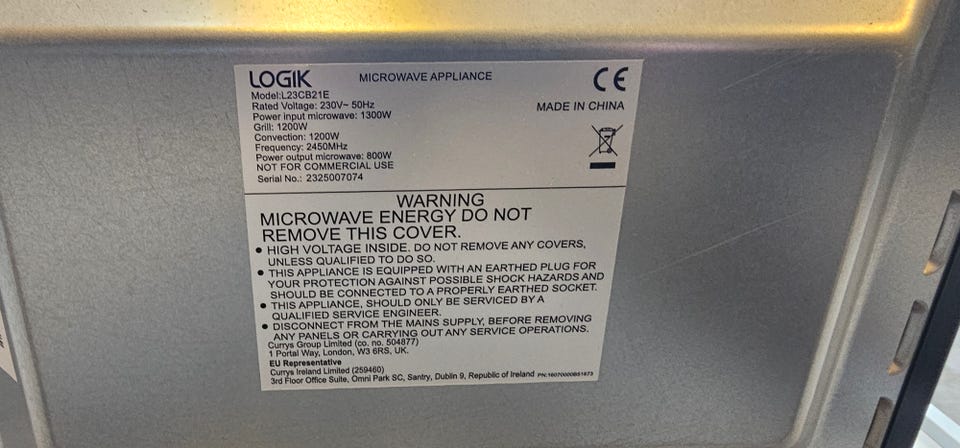 LOGIK MICROWAVE APPLIANCE CE
Model:L23CB21E
Rated Voltage: 230V~ 50Hz
MADE IN CHINA
Power input microwave: 1300W
Grill: 1200W
Convection: 1200W
Frequency: 2450MHz
Power output microwave: 800W
NOT FOR COMMERCIAL USE
Serial No.: 2325007074
WARNING
MICROWAVE ENERGY DO NOT
REMOVE THIS COVER.
● HIGH VOLTAGE INSIDE. DO NOT REMOVE ANY COVERS,
UNLESS QUALIFIED TO DO SO.
● THIS APPLIANCE IS EQUIPPED WITH AN EARTHED PLUG FOR
YOUR PROTECTION AGAINST POSSIBLE SHOCK HAZARDS AND
SHOULD BE CONNECTED TO A PROPERLY EARTHED SOCKET.
● THIS APPLIANCE, SHOULD ONLY BE SERVICED BY A
QUALIFIED SERVICE ENGINEER.
● DISCONNECT FROM THE MAINS SUPPLY, BEFORE REMOVING
ANY PANELS OR CARRYING OUT ANY SERVICE OPERATIONS.
Currys Group Limited (co. no. 504877)
1 Portal Way, London, W3 6RS, UK.
EU Representative
Currys Ireland Limited (259460)
3rd Floor Office Suite, Omni Park SC, Santry, Dublin 9, Republic of Ireland